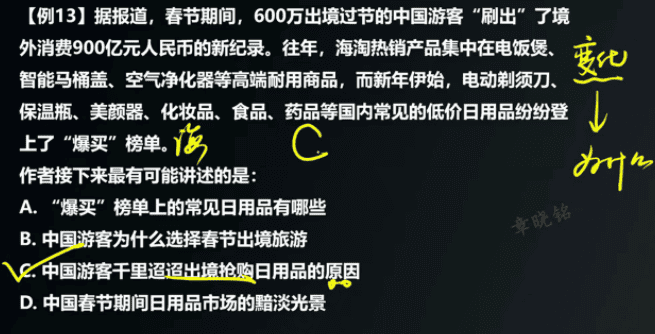 【例13】据报道，春节期间，600万出境过节的中国游客“刷出”了境
外消费900亿元人民币的新纪录。往年，海淘热销产品集中在电饭煲、
智能马桶盖、空气净化器等高端耐用商品，而新年伊始，电动剃须刀、
保温瓶、美颜器、化妆品、食品、药品等国内常见的低价日用品纷纷登
上了“爆买”榜单。
海
C
变化
为什么
作者接下来最有可能讲述的是：
A. “爆买”榜单上的常见日用品有哪些
B. 中国游客为什么选择春节出境旅游
C. 中国游客千里迢迢出境抢购日用品的原因
D. 中国春节期间日用品市场的黯淡光景
章晓铭